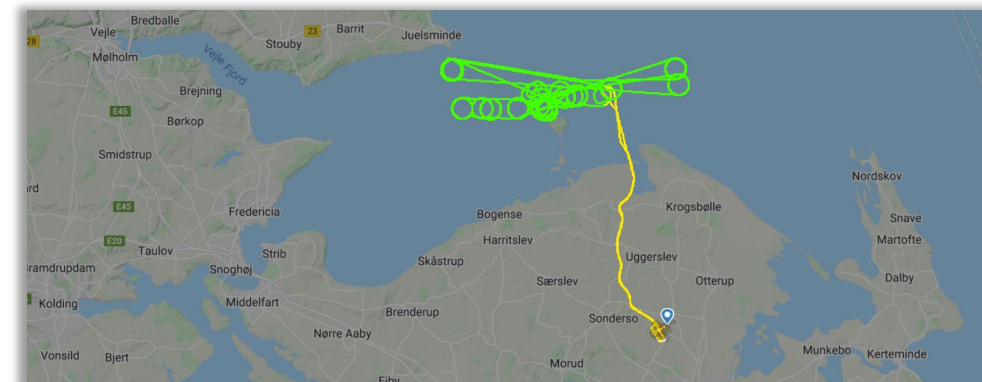 Bredballe
Vejle
23
Barrit
Juelsminde
28
Stouby
Mølholm
Vejle Fjord
Brejning
E45
Børkop
Smidstrup
Nordskov
E45
Fredericia
Bogense
Krogsbølle
Snave
E20
Taulov
Strib
Harritslev
Martofte
Skåstrup
Uggerslev
Snoghøj
Særslev
Otterup
Dalby
Kolding
Middelfart
Brenderup
Sonderso
Nørre Aaby
Vonsild
Bjert
Morud
Munkebo
Kerteminde